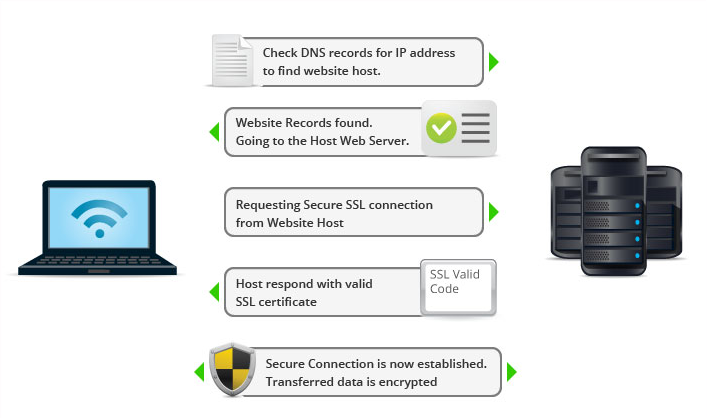 Check DNS records for IP address
to find website host.
Website Records found.
Going to the Host Web Server.
Requesting Secure SSL connection
from Website Host
Host respond with valid
SSL certificate
SSL Valid
Code
Secure Connection is now established.
Transferred data is encrypted